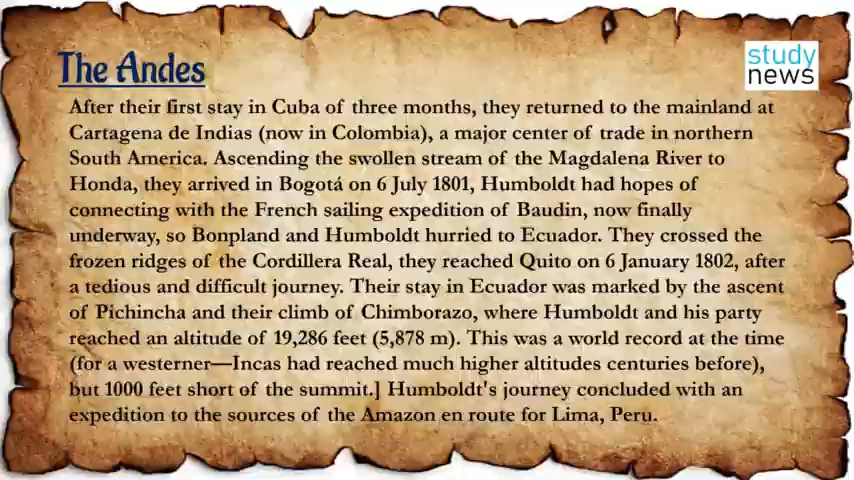 The Andes
study
news
After their first stay in Cuba of three months, they returned to the mainland at
Cartagena de Indias (now in Colombia), a major center of trade in northern
South America. Ascending the swollen stream of the Magdalena River to
Honda, they arrived in Bogotá on 6 July 1801, Humboldt had hopes of
connecting with the French sailing expedition of Baudin, now finally
underway, so Bonpland and Humboldt hurried to Ecuador. They crossed the
frozen ridges of the Cordillera Real, they reached Quito on 6 January 1802, after
a tedious and difficult journey. Their stay in Ecuador was marked by the ascent
of Pichincha and their climb of Chimborazo, where Humboldt and his party
reached an altitude of 19,286 feet (5,878 m). This was a world record at the time
(for a westerner—Incas had reached much higher altitudes centuries before),
but 1000 feet short of the summit.] Humboldt's journey concluded with an
expedition to the sources of the Amazon en route for Lima, Peru.